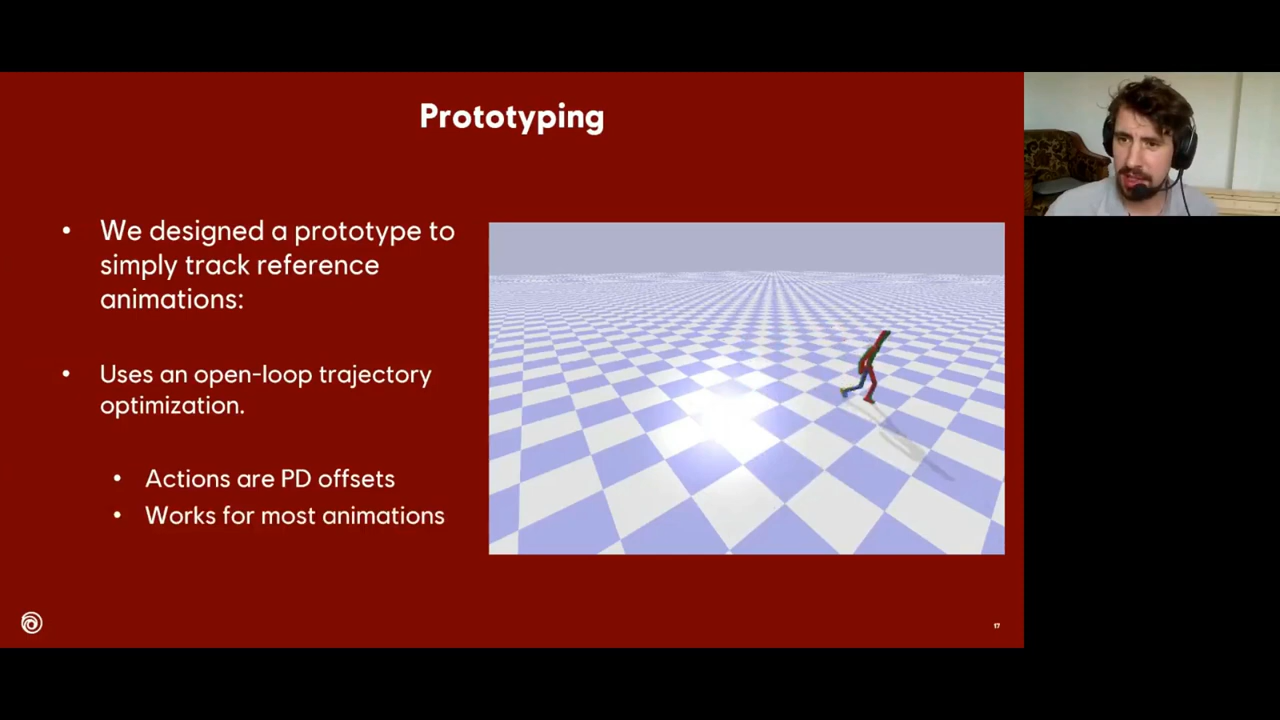 Prototyping
• We designed a prototype to
simply track reference
animations:
• Uses an open-loop trajectory
optimization.
• Actions are PD offsets
• Works for most animations
17